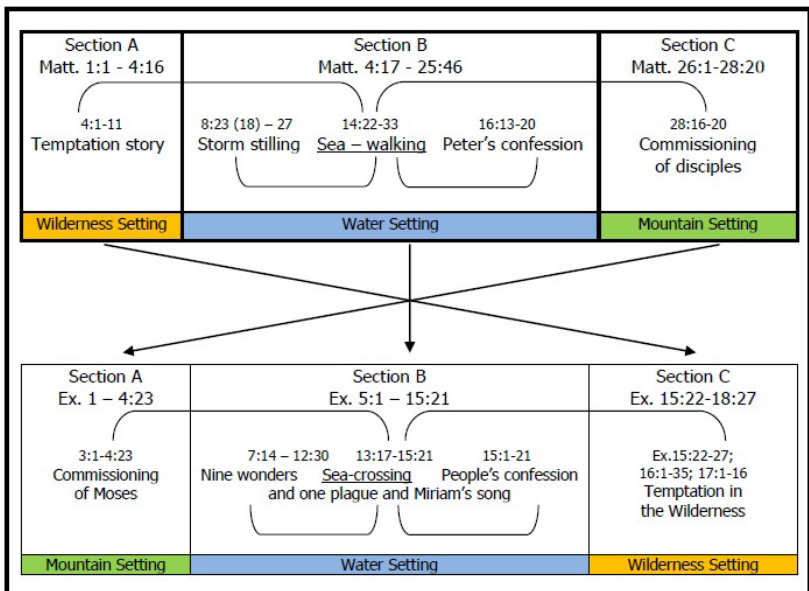 Section A
Matt. 1:1 - 4:16
4:1-11
Temptation story
Wilderness Setting
Section B
Matt. 4:17 - 25:46
8:23 (18) – 27
Storm stilling
14:22-33
Sea – walking
16:13-20
Peter's confession
Water Setting
Section C
Matt. 26:1-28:20
28:16-20
Commissioning
of disciples
Mountain Setting
Section A
Ex. 1 – 4:23
3:1-4:23
Commissioning
of Moses
Mountain Setting
Section B
Ex. 5:1 – 15:21
7:14 – 12:30 13:17-15:21 15:1-21
Nine wonders Sea-crossing People's confession
and one plague and Miriam's song
Water Setting
Section C
Ex. 15:22-18:27
Ex.15:22-27;
16:1-35; 17:1-16
Temptation in
the Wilderness
Wilderness Setting